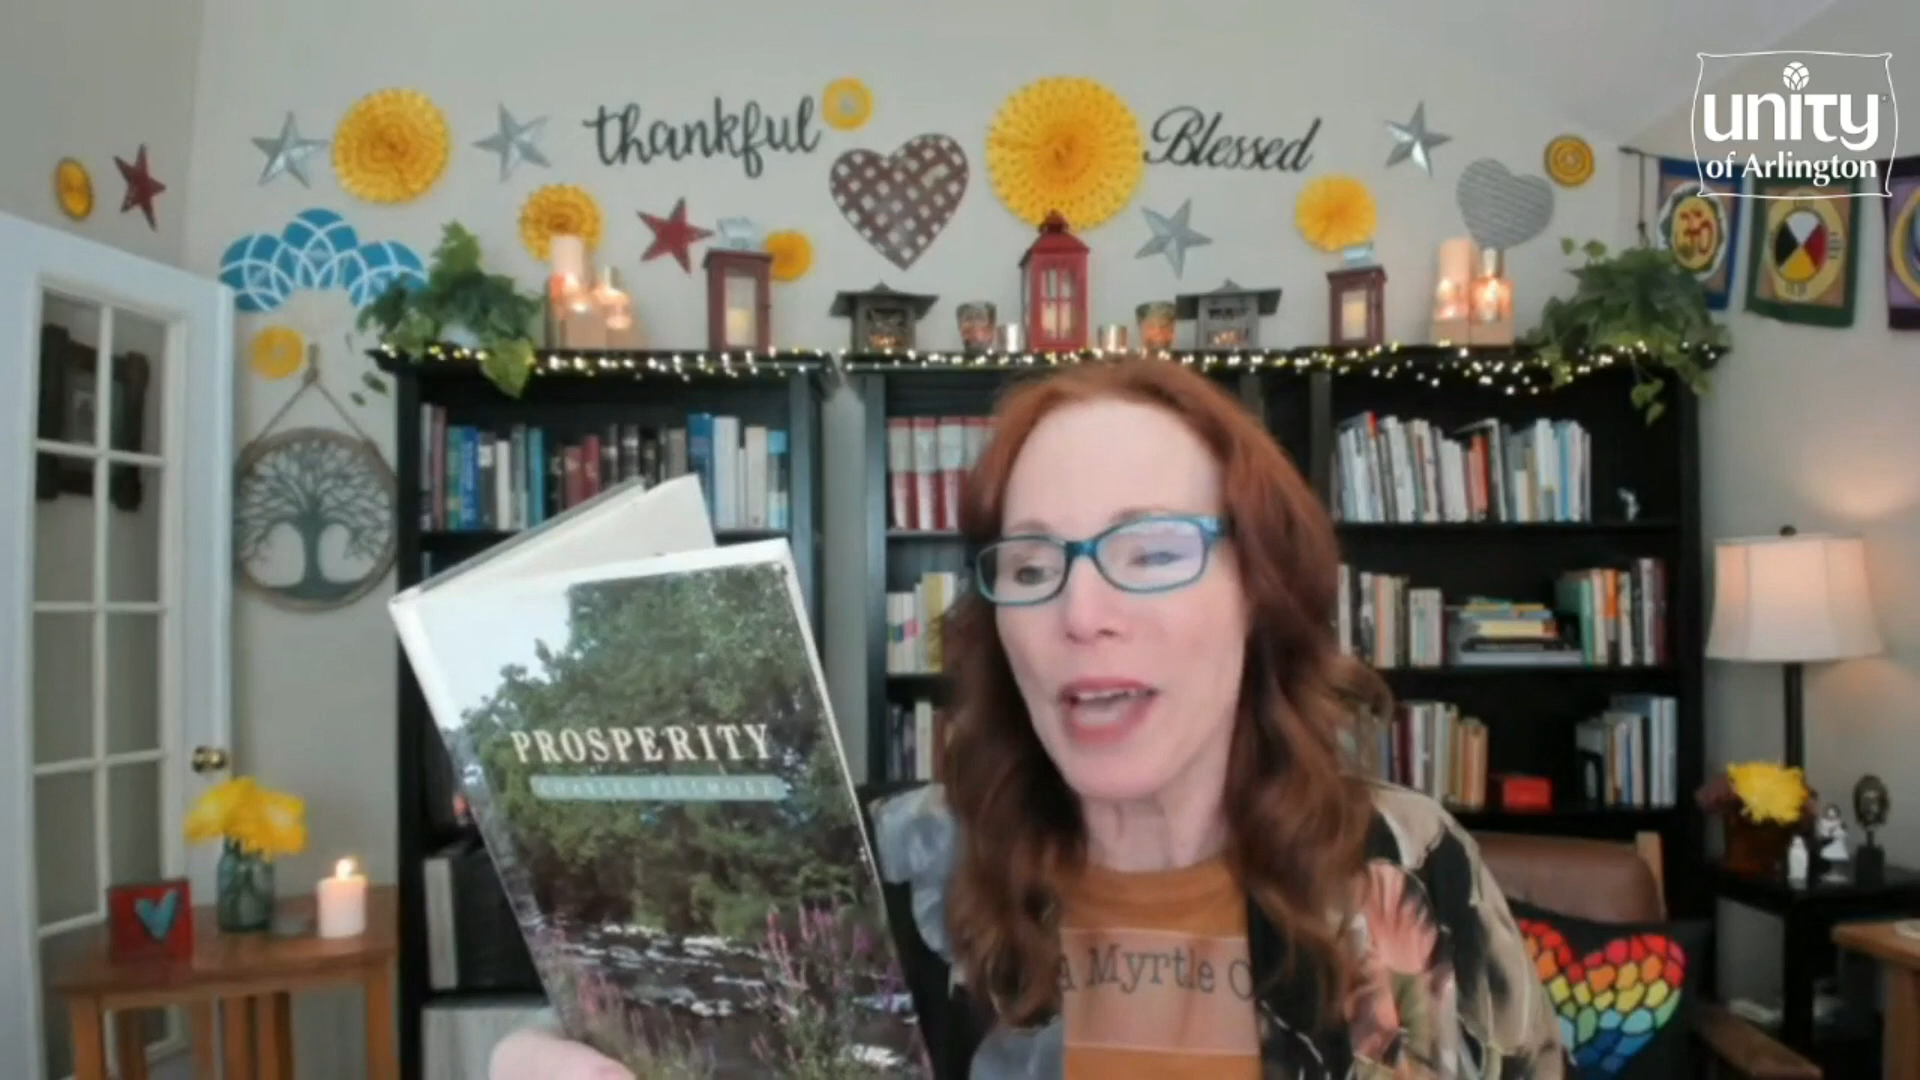 thankful
Blessed
unity
of Arlington
PROSPERITY
CHARLES FILLMORE
a Myrtle